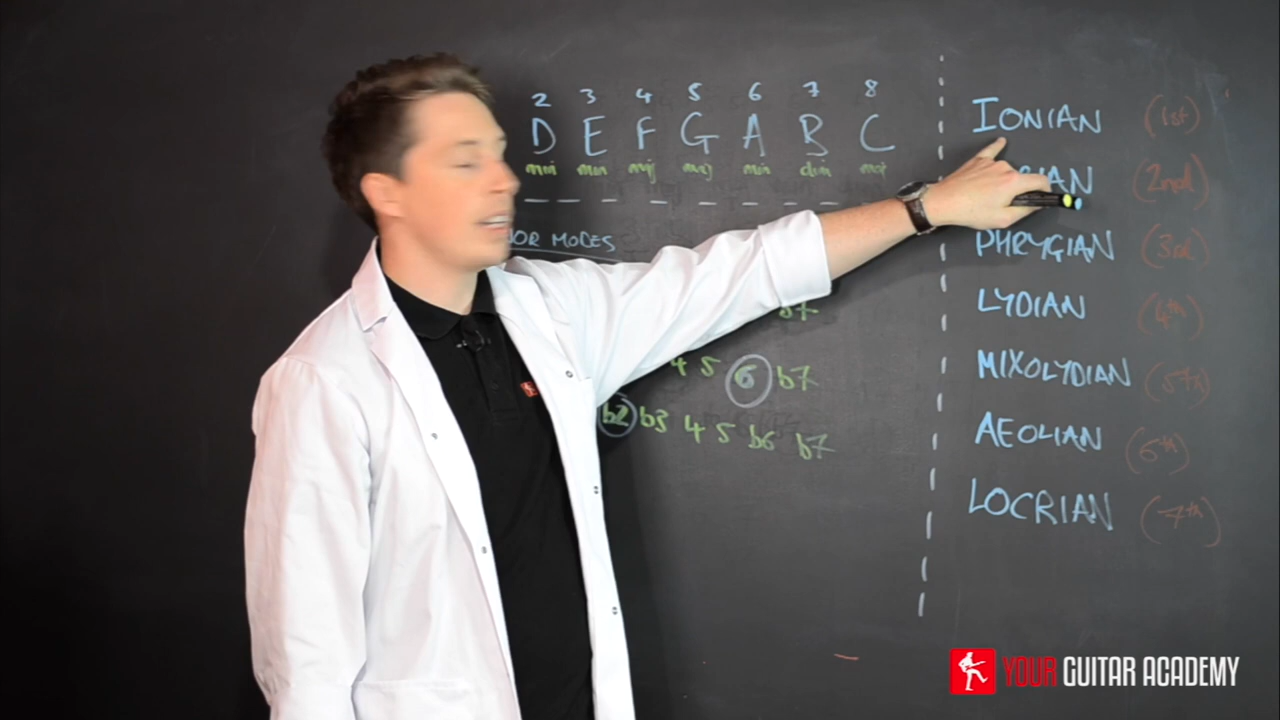 2 3 4 5 6 7 8
D E F G A B C
min min maj maj min dim maj
OR MODES
b7
4 5 6 b7
b2 b3 4 5 b6 b7
IONIAN (1st)
IAN (2nd)
PHRYGIAN (3rd)
LYDIAN (4th)
MIXOLYDIAN (5th)
AEOLIAN (6th)
LOCRIAN (7th)
YOUR GUITAR ACADEMY